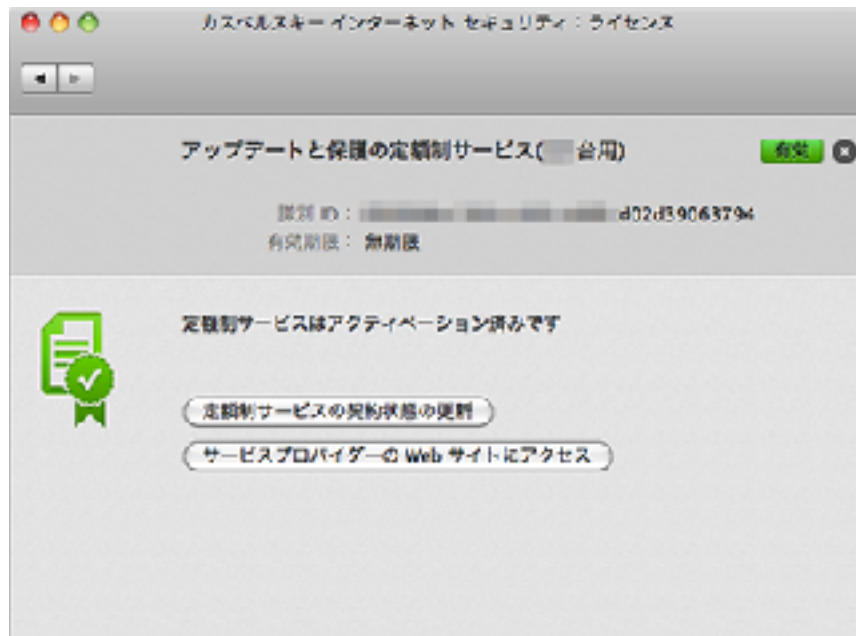 カスペルスキー インターネット セキュリティ：ライセンス
アップデートと保護の定額制サービス( 台用)
有効
識別 ID： d02d39063794
有効期限： 無期限
定額制サービスはアクティベーション済みです
定額制サービスの契約状態の更新
サービスプロバイダーの Web サイトにアクセス